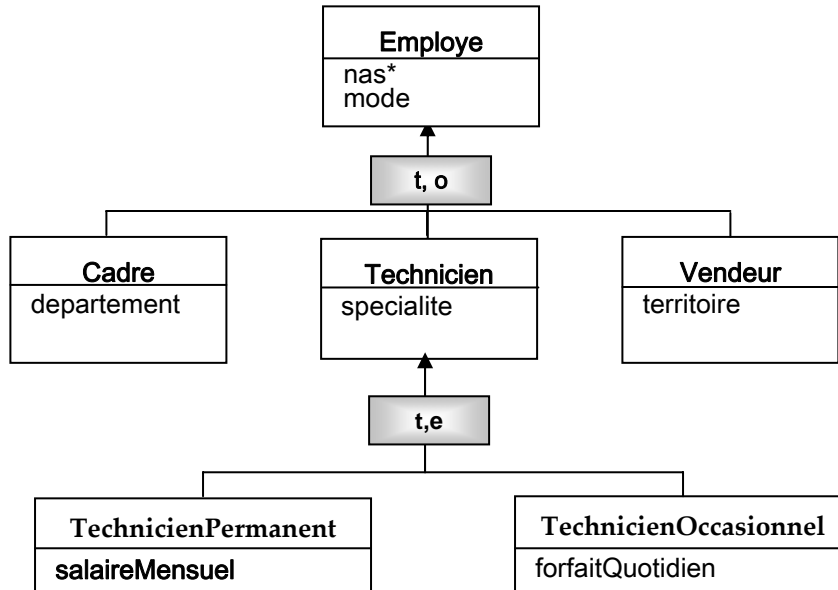 Employe
nas*
mode
t, o
Cadre
departement
Technicien
specialite
Vendeur
territoire
t,e
TechnicienPermanent
salaireMensuel
TechnicienOccasionnel
forfaitQuotidien